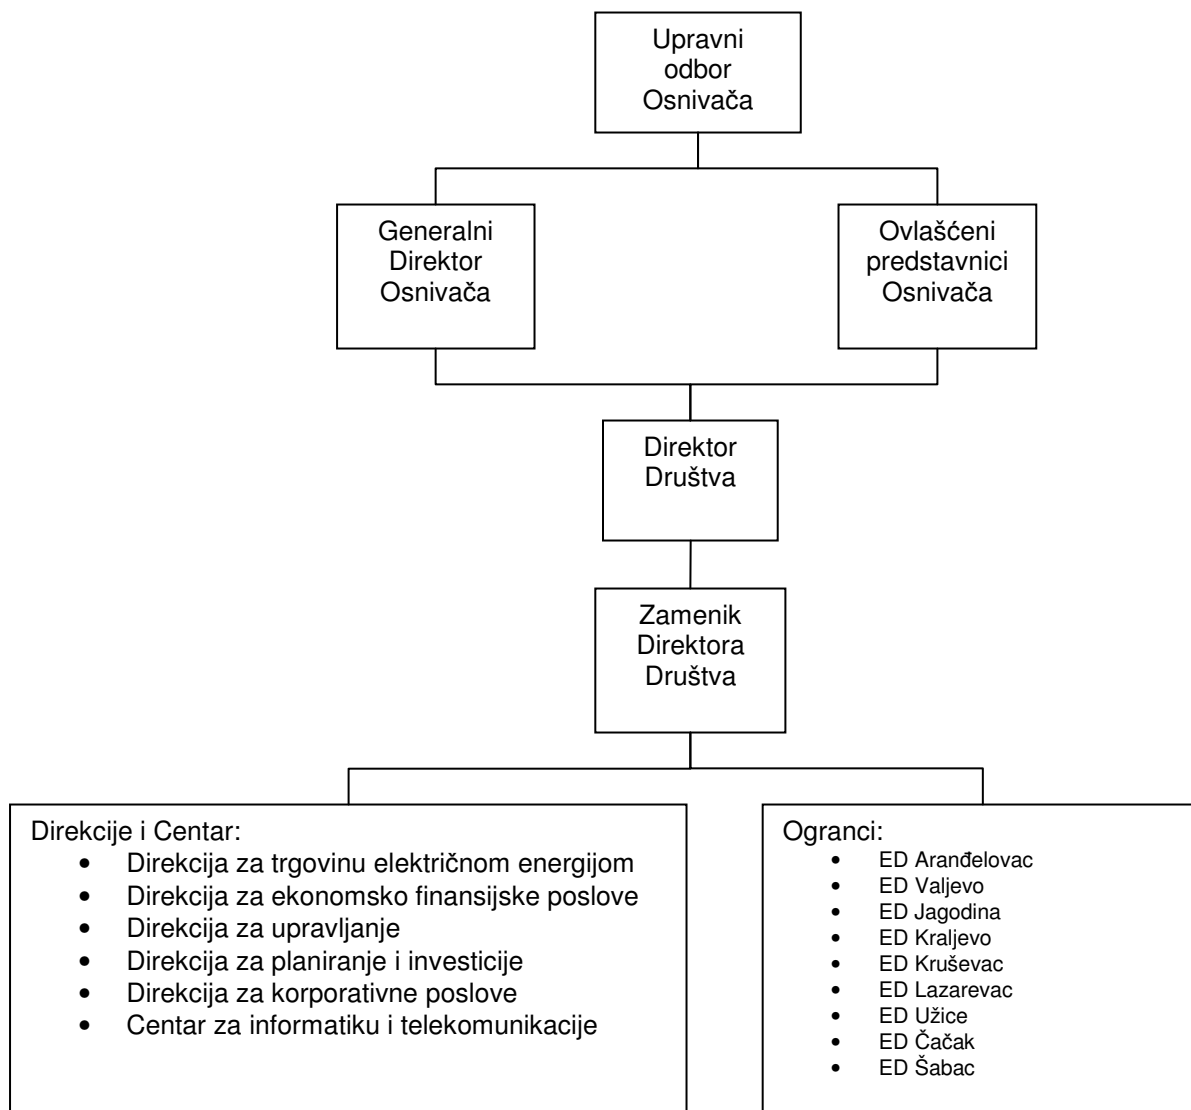 Upravni
odbor
Osnivača
Generalni
Direktor
Osnivača
Ovlašćeni
predstavnici
Osnivača
Direktor
Društva
Zamenik
Direktora
Društva
Direkcije i Centar:
• Direkcija za trgovinu električnom energijom
• Direkcija za ekonomsko finansijske poslove
• Direkcija za upravljanje
• Direkcija za planiranje i investicije
• Direkcija za korporativne poslove
• Centar za informatiku i telekomunikacije
Ogranci:
• ED Aranđelovac
• ED Valjevo
• ED Jagodina
• ED Kraljevo
• ED Kruševac
• ED Lazarevac
• ED Užice
• ED Čačak
• ED Šabac